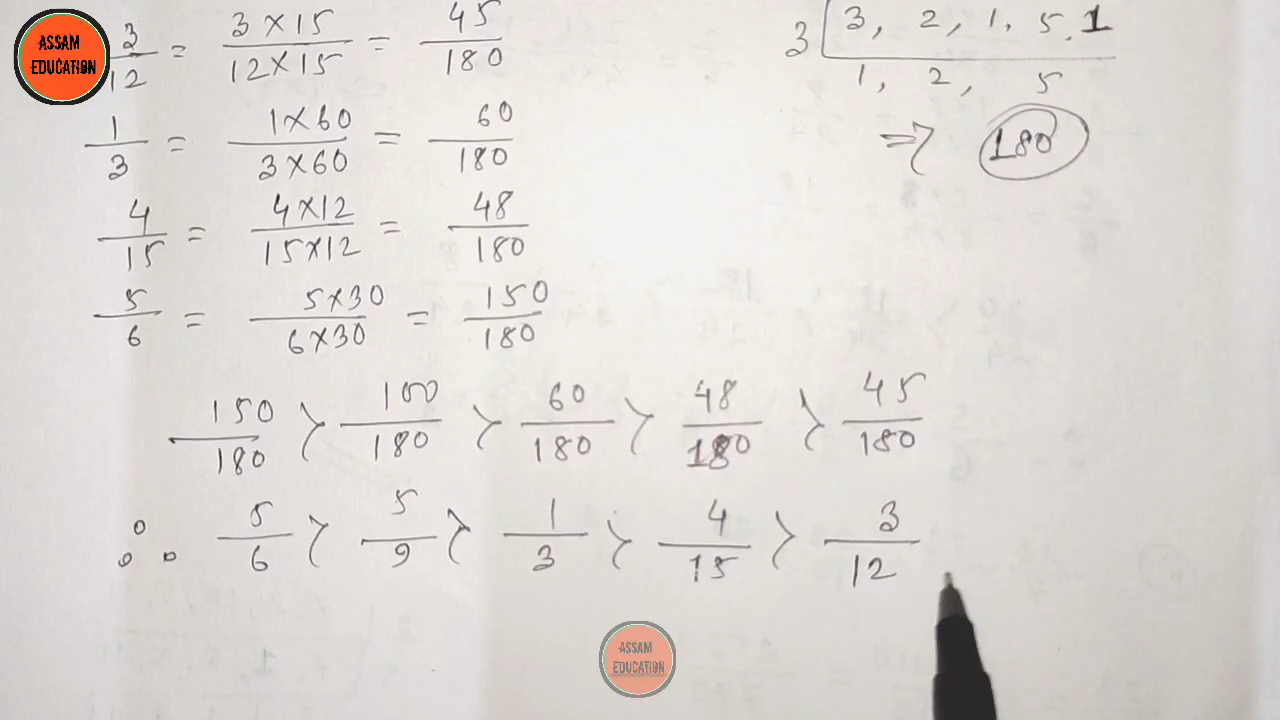 ASSAM
EDUCATION
3/12 = 3×15/12×15 = 45/180
1/3 = 1×60/3×60 = 60/180
4/15 = 4×12/15×12 = 48/180
5/6 = 5×30/6×30 = 150/180
150/180 > 100/180 > 60/180 > 48/180 > 45/180
∴ 5/6 > 5/9 > 1/3 > 4/15 > 3/12
3 | 3, 2, 1, 5, 1
1, 2, 5
=> 180
ASSAM
EDUCATION